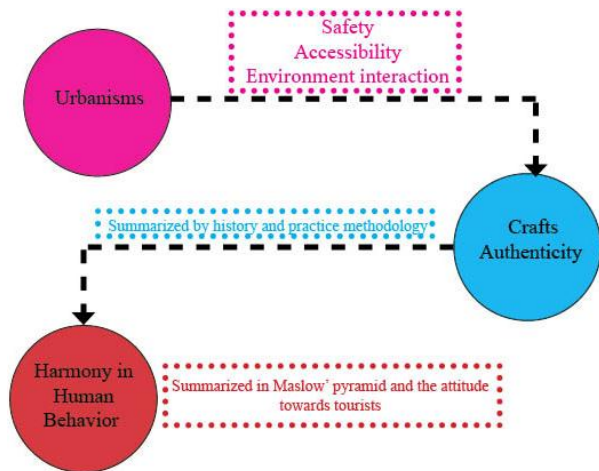 Safety
Accessibility
Environment interaction
Urbanisms
Summarized by history and practice methodology
Crafts
Authenticity
Harmony in
Human
Behavior
Summarized in Maslow' pyramid and the attitude
towards tourists